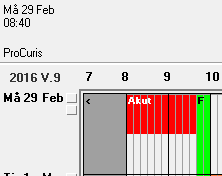 Må 29 Feb
08:40
ProCuris
2016 V.9 7 8 9 10
Må 29 Feb < Akut F